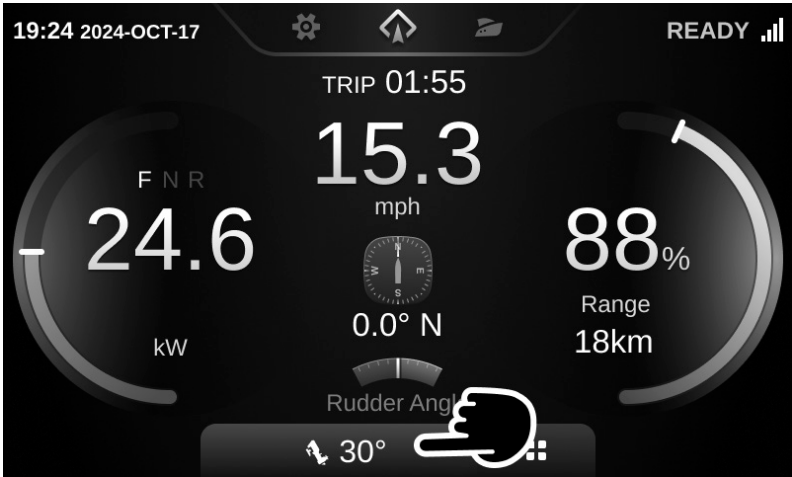 19:24 2024-OCT-17
READY
TRIP 01:55
15.3
mph
F N R
24.6
kW
N
W E
S
0.0° N
88%
Range
18km
Rudder Angl
30°